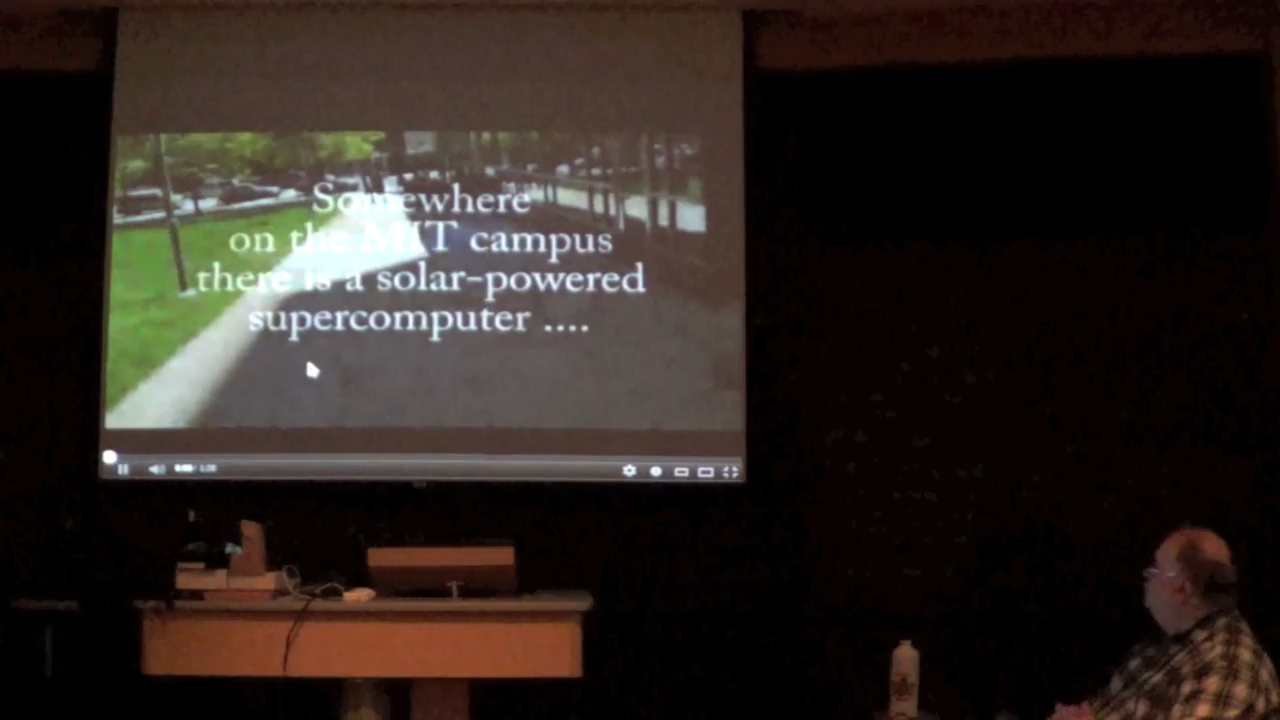 Somewhere
on the MIT campus
there is a solar-powered
supercomputer ....